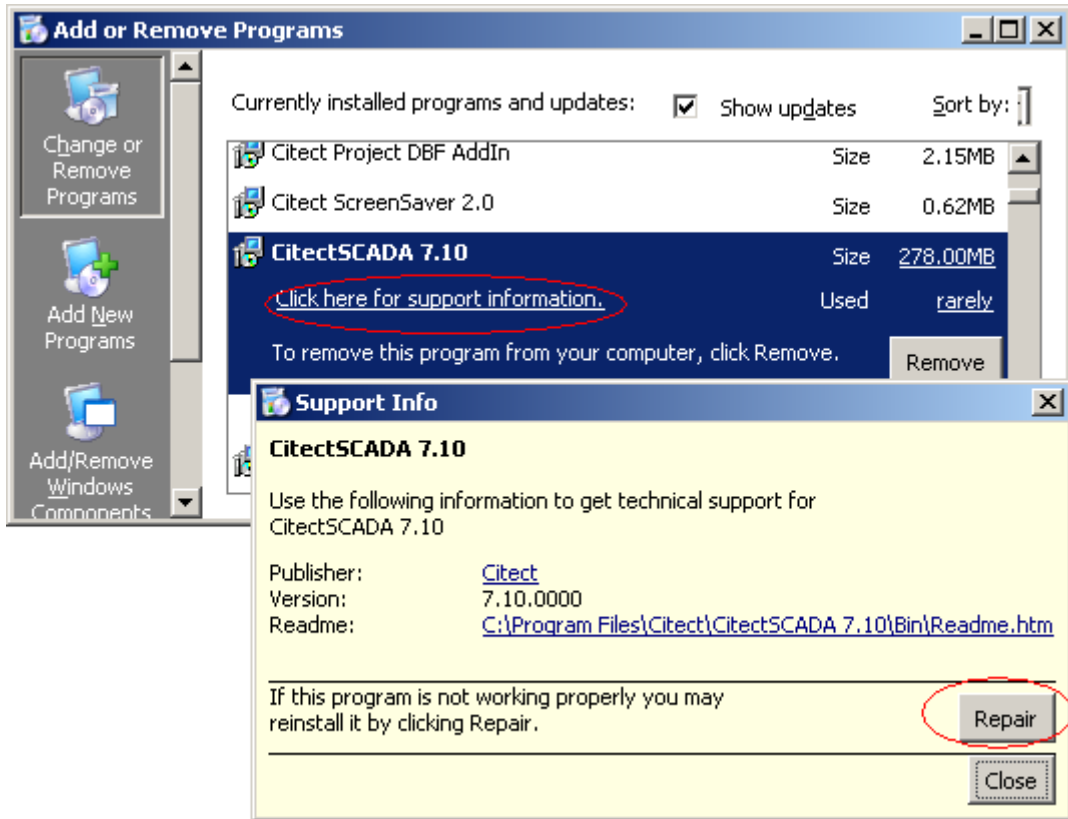 Add or Remove Programs
Change or
Remove
Programs
Add New
Programs
Add/Remove
Windows
Components
Currently installed programs and updates:
Show updates
Sort by:
Citect Project DBF AddIn
Size
2.15MB
Citect ScreenSaver 2.0
Size
0.62MB
CitectSCADA 7.10
Size
278.00MB
Click here for support information.
Used
rarely
To remove this program from your computer, click Remove.
Remove
Support Info
CitectSCADA 7.10
Use the following information to get technical support for
CitectSCADA 7.10
Publisher:
Citect
Version:
7.10.0000
Readme:
C:\Program Files\Citect\CitectSCADA 7.10\Bin\Readme.htm
If this program is not working properly you may
reinstall it by clicking Repair.
Repair
Close